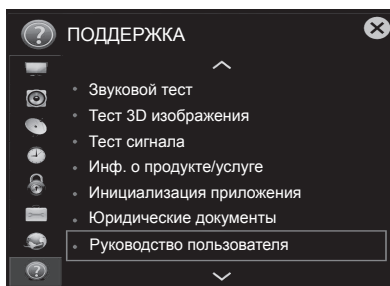 ПОДДЕРЖКА
Звуковой тест
Тест 3D изображения
Тест сигнала
Инф. о продукте/услуге
Инициализация приложения
Юридические документы
Руководство пользователя